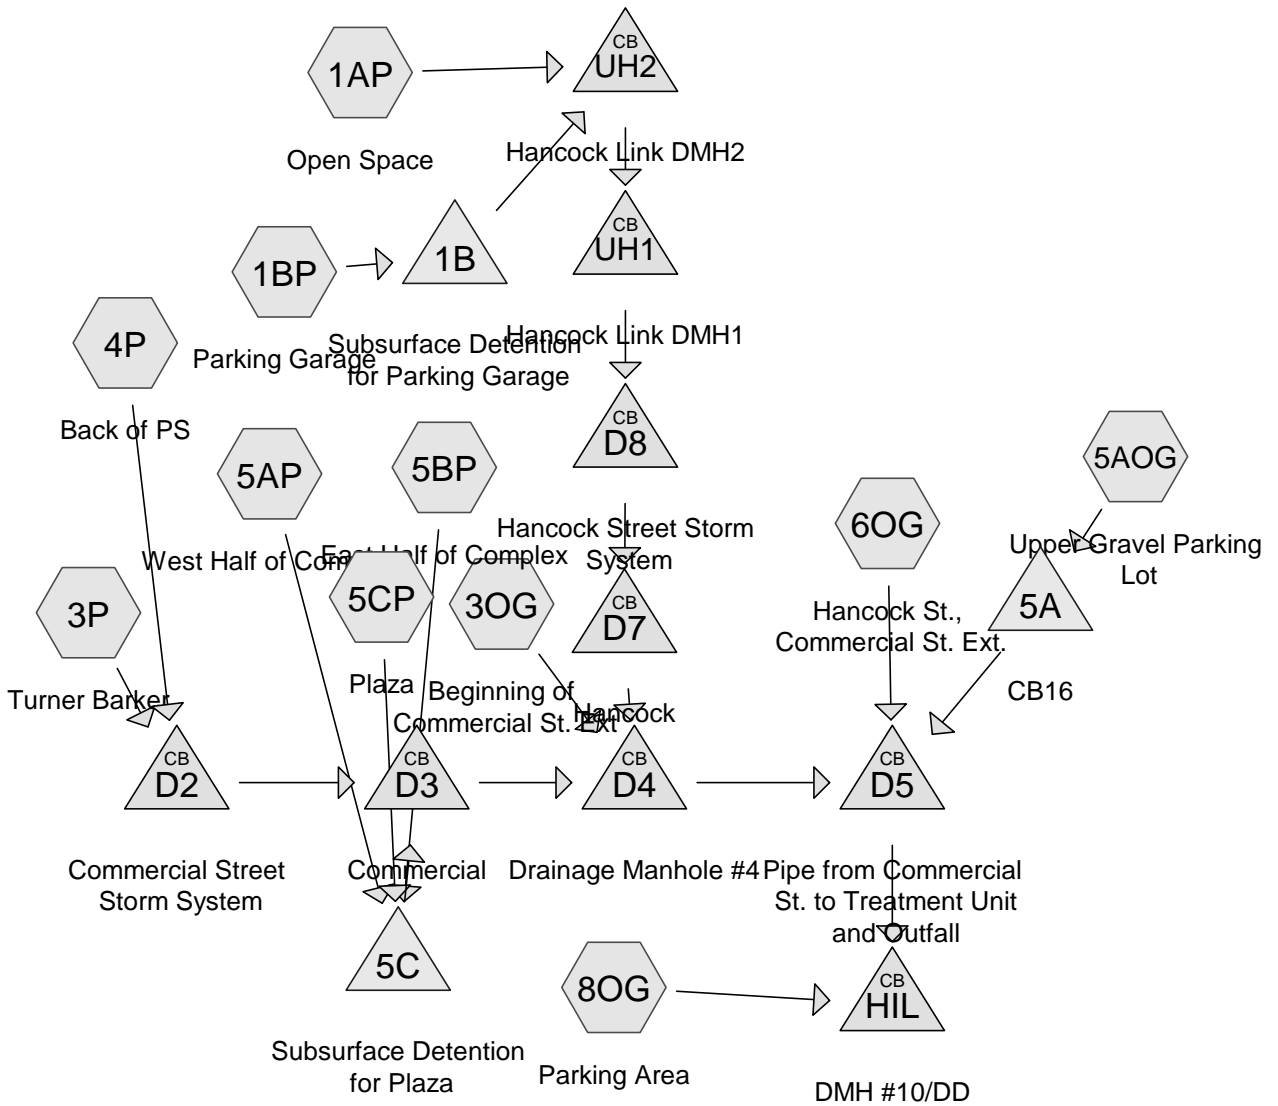 CB
UH2
1AP
Hancock Link DMH2
Open Space
CB
UH1
1B
1BP
Hancock Link DMH1
Subsurface Detention
for Parking Garage
Parking Garage
4P
Back of PS
CB
D8
5AP
5BP
5AOG
6OG
Hancock Street Storm
System
West Half of Com
East Half of Complex
Upper Gravel Parking
Lot
3P
5CP
3OG
CB
D7
5A
Hancock St.,
Commercial St. Ext.
Turner Barker
Plaza
Beginning of
Commercial St. Ext
Hancock
CB16
CB
D2
CB
D3
CB
D4
CB
D5
Commercial Street
Storm System
Commercial
Drainage Manhole #4
Pipe from Commercial
St. to Treatment Unit
and Outfall
5C
8OG
CB
HIL
Subsurface Detention
for Plaza
Parking Area
DMH #10/DD